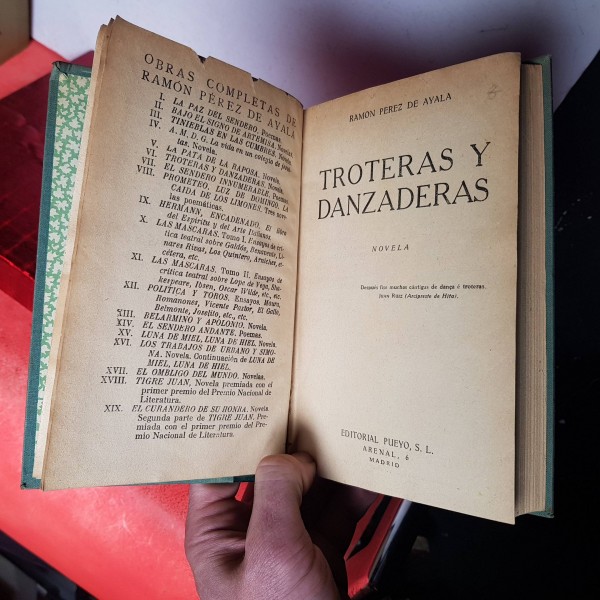 OBRAS COMPLETAS DE
RAMÓN PÉREZ DE AYALA
I. LA PAZ DEL SENDERO. Poemas.
II. BAJO EL SIGNO DE ARTEMISA. Novelas.
III. TINIEBLAS EN LAS CUMBRES. Novela.
IV. A. M. D. G. La vida en un colegio de jesuitas. Novela.
V. LA PATA DE LA RAPOSA. Novela.
VI. TROTERAS Y DANZADERAS. Novela.
VII. EL SENDERO INNUMERABLE. Poemas.
VIII. PROMETEO, LUZ DE DOMINGO, LA
CAIDA DE LOS LIMONES. Tres novelas poemáticas.
IX. HERMANN, ENCADENADO. El libro
del Espíritu y del Arte Italianos.
X. LAS MASCARAS. Tomo I. Ensayos de crítica teatral sobre Galdós, Benavente, Linares Rivas, Los Quintero, Arniches, etcétera, etc.
XI. LAS MASCARAS. Tomo II. Ensayos de
crítica teatral sobre Lope de Vega, Shakespeare, Ibsen, Oscar Wilde, etc., etc.
XII. POLITICA Y TOROS. Ensayos. Maura,
Romanones, Vicente Pastor, El Gallo,
Belmonte, Joselito, etc., etc.
XIII. BELARMINO Y APOLONIO. Novela.
XIV. EL SENDERO ANDANTE. Poemas.
XV. LUNA DE MIEL, LUNA DE HIEL. Novela.
XVI. LOS TRABAJOS DE URBANO Y SIMO-
NA. Novela. Continuación de LUNA DE
MIEL, LUNA DE HIEL.
XVII. EL OMBLIGO DEL MUNDO. Novelas.
XVIII. TIGRE JUAN, Novela premiada con el
primer premio del Premio Nacional de
Literatura.
XIX. EL CURANDERO DE SU HONRA. Novela.
Segunda parte de TIGRE JUAN. Pre-
miada con el primer premio del Pre-
mio Nacional de Literatura.
RAMON PEREZ DE AYALA
TROTERAS Y
DANZADERAS
NOVELA
Después fise muchas cántigas de dança e troteras.
Juan Ruiz (Arcipreste de Hita).
EDITORIAL PUEYO, S. L.
ARENAL, 6
MADRID